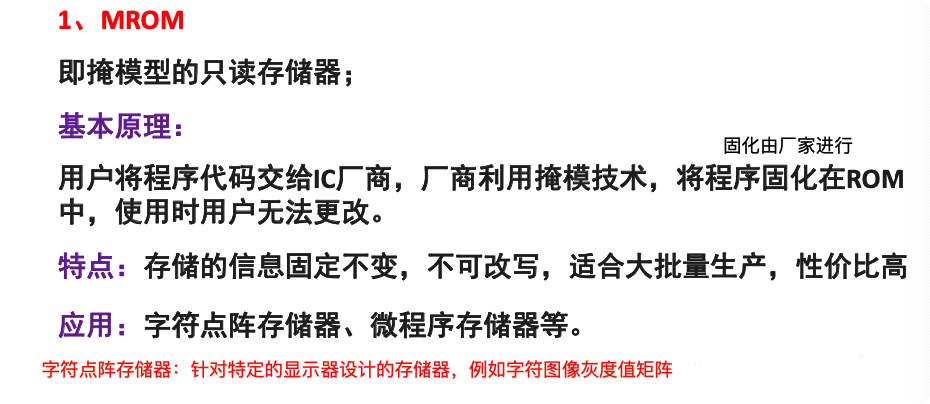 1、MROM
即掩模型的只读存储器；
基本原理：
固化由厂家进行
用户将程序代码交给IC厂商，厂商利用掩模技术，将程序固化在ROM
中，使用时用户无法更改。
特点：存储的信息固定不变，不可改写，适合大批量生产，性价比高
应用：字符点阵存储器、微程序存储器等。
字符点阵存储器：针对特定的显示器设计的存储器，例如字符图像灰度值矩阵